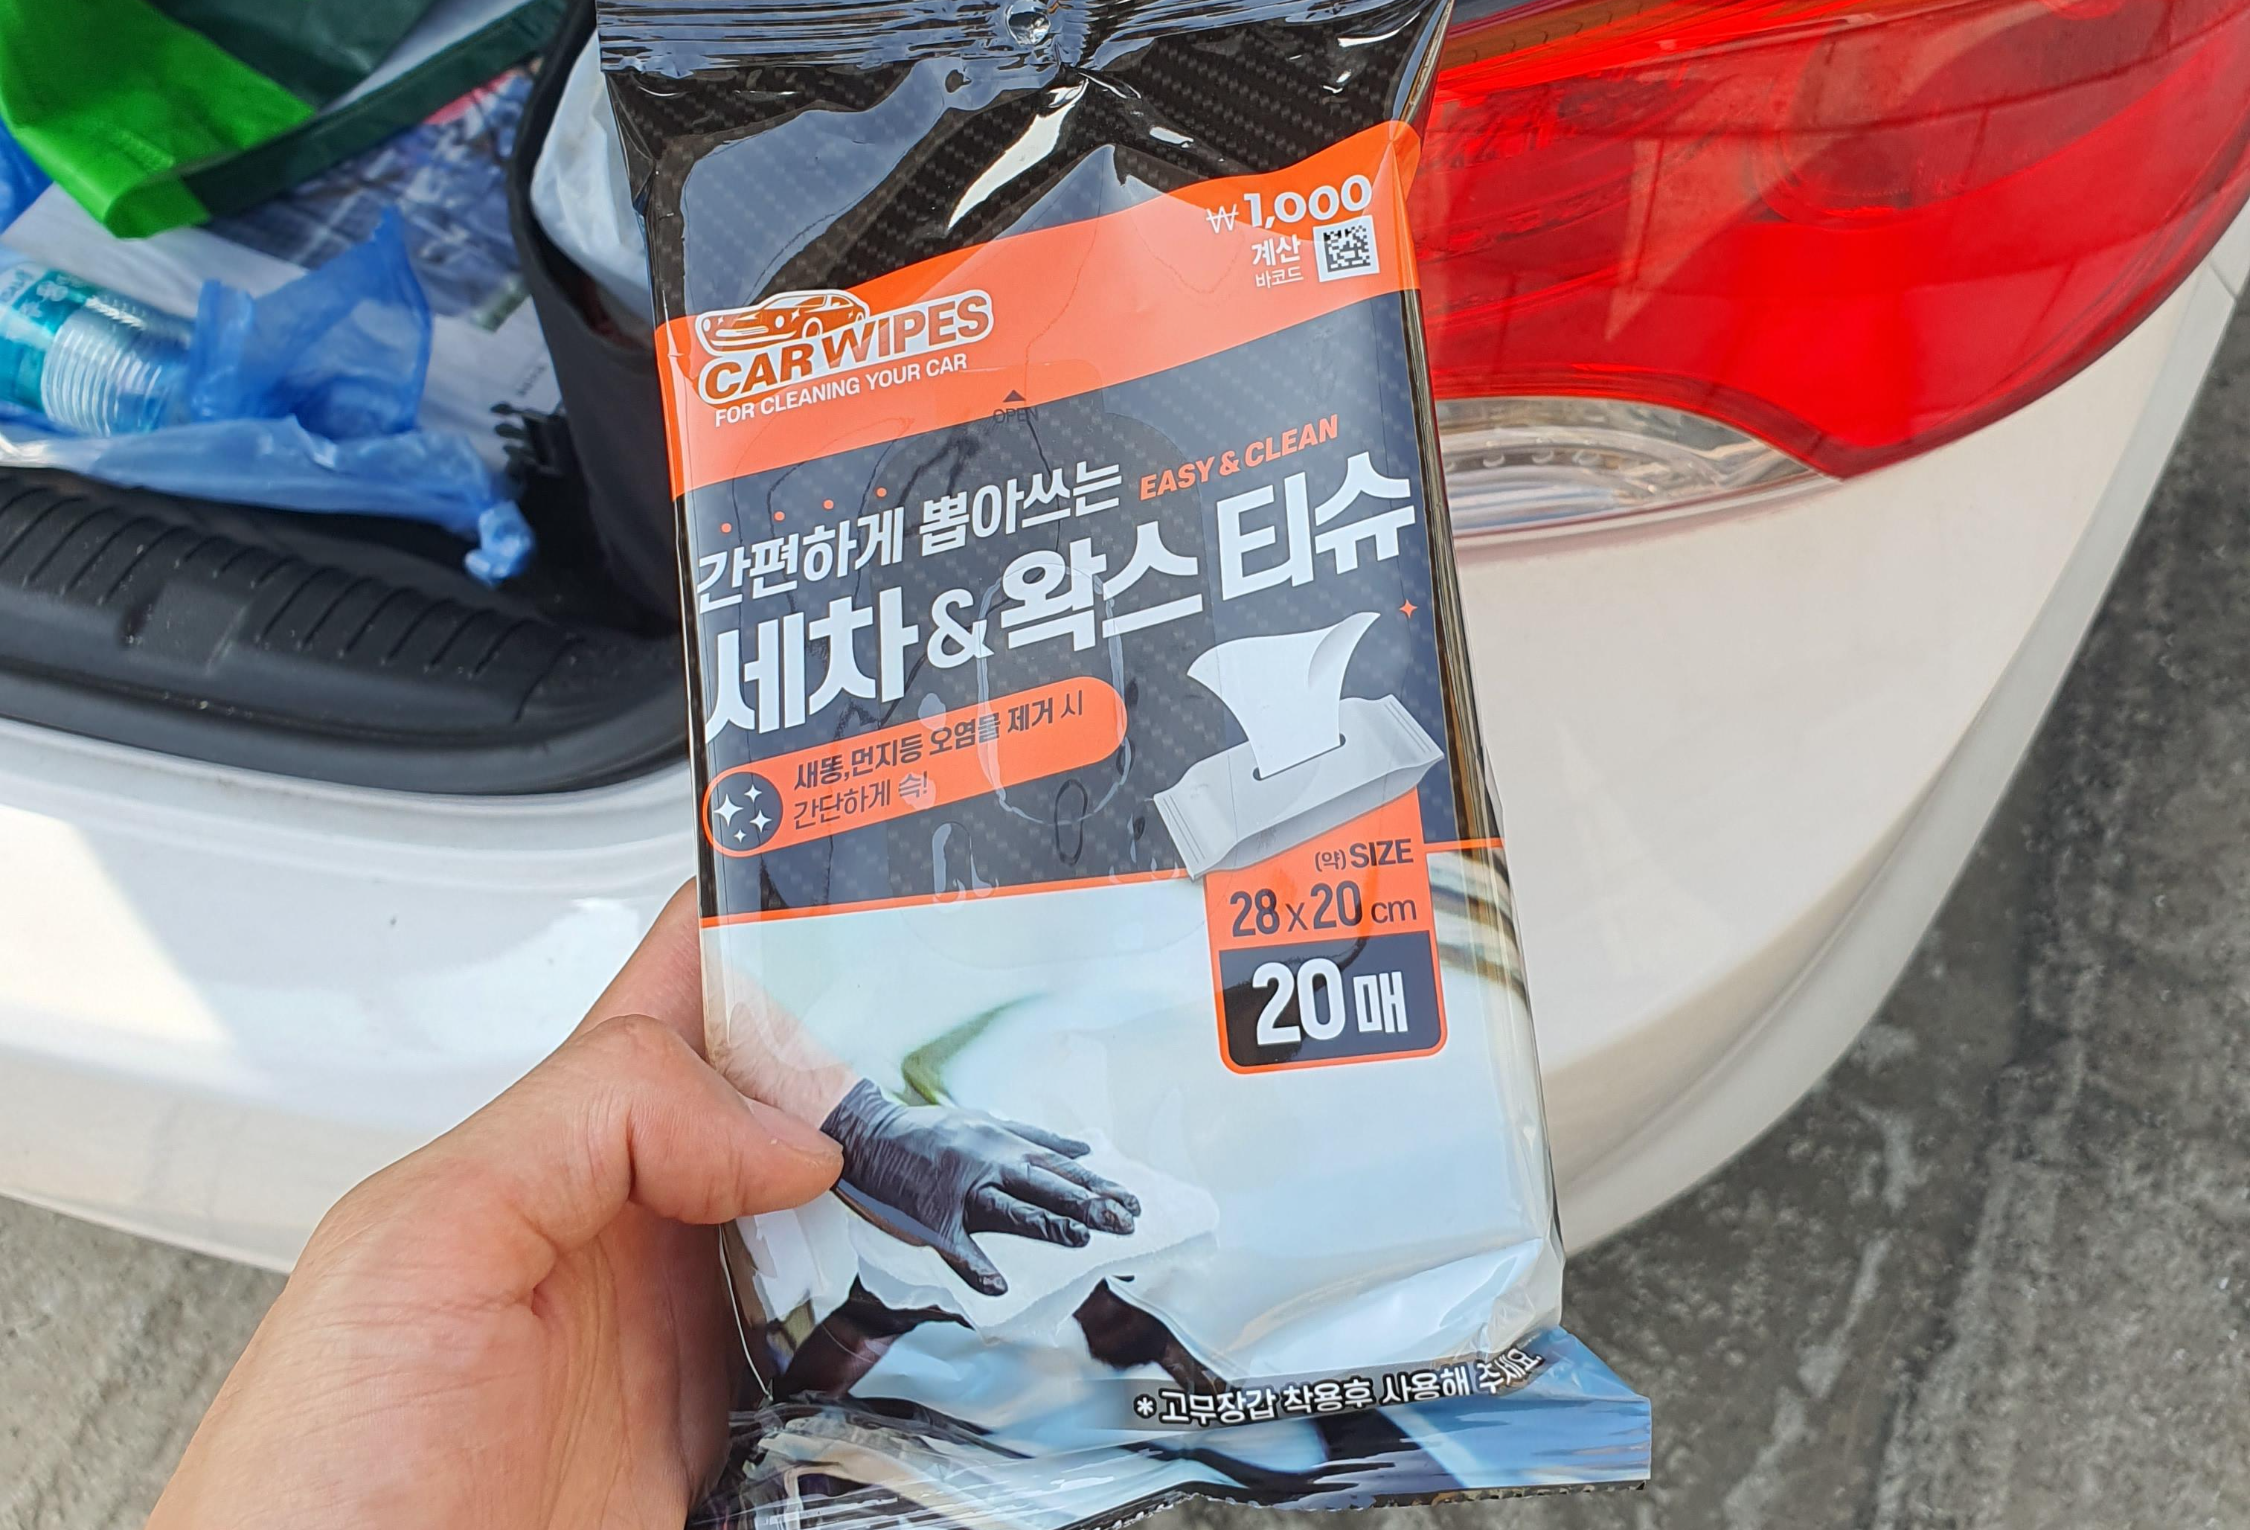 ₩1,000
계산
바코드
CAR WIPES
FOR CLEANING YOUR CAR
OPEN
EASY & CLEAN
간편하게 뽑아쓰는
세차&왁스 티슈
새똥,먼지등 오염물 제거 시
간단하게 슥!
(약) SIZE
28 x 20 cm
20매
*고무장갑 착용후 사용해 주세요.